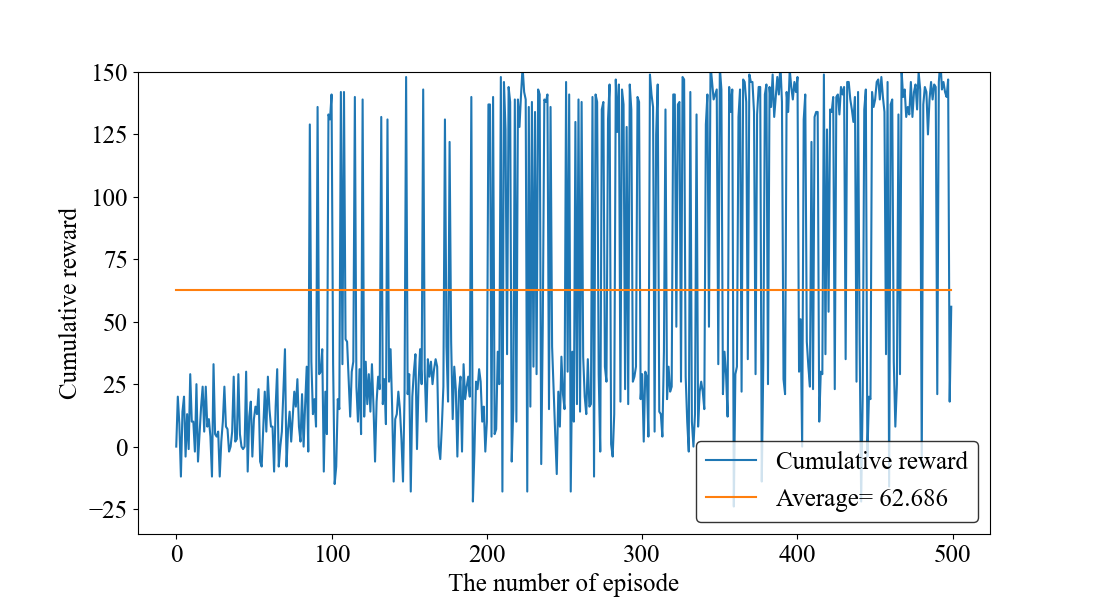 150
125
100
75
50
25
0
−25
Cumulative reward
Cumulative reward
Average= 62.686
0 100 200 300 400 500
The number of episode